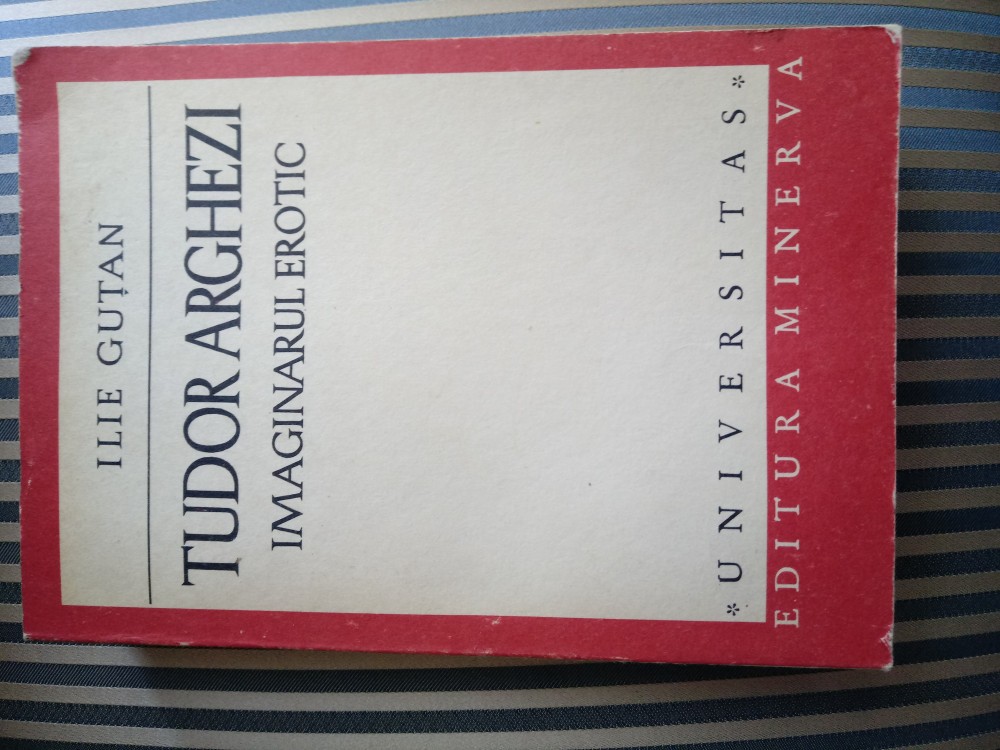 ILIE GUȚAN
TUDOR ARGHEZI
IMAGINARUL EROTIC
* UNIVERSITAS *
EDITURA MINERVA